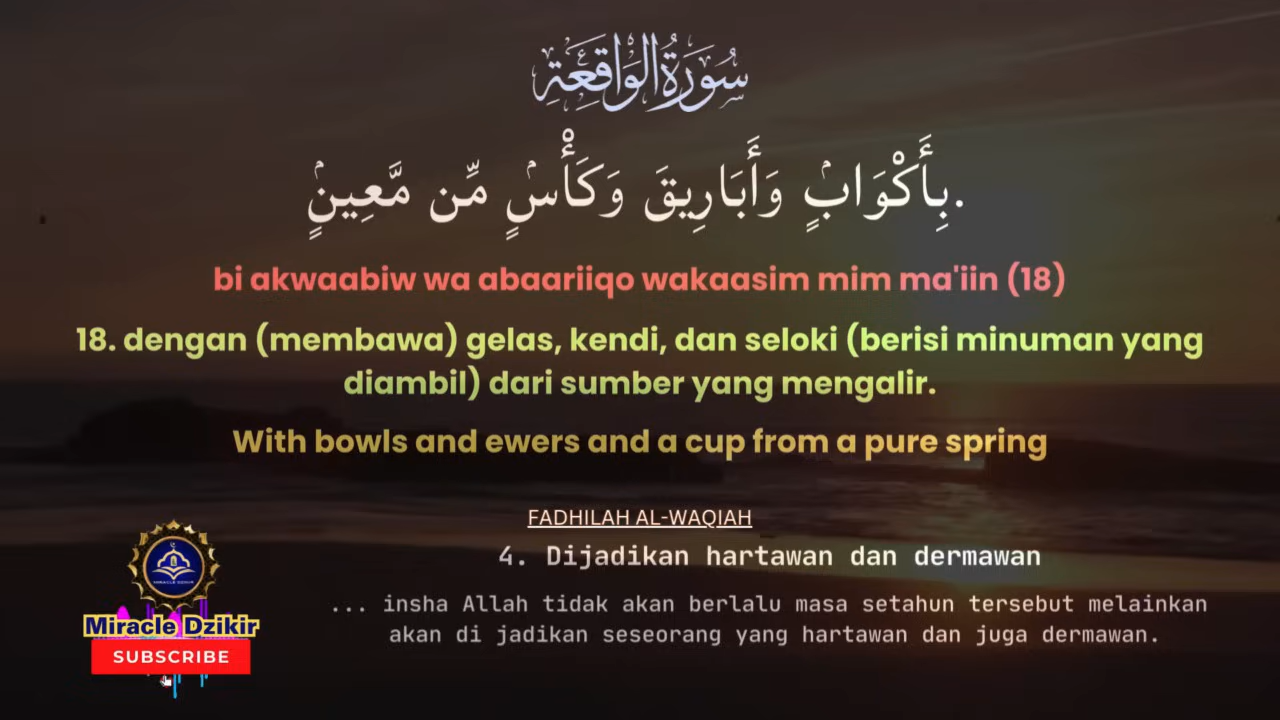 سُورَةُ الوَاقِعَةِ
بِأَكْوَابٍۢ وَأَبَارِيقَ وَكَأْسٍۢ مِّن مَّعِينٍۢ.
bi akwaabiw wa abaariiqo wakaasim mim ma'iin (18)
18. dengan (membawa) gelas, kendi, dan seloki (berisi minuman yang
diambil) dari sumber yang mengalir.
With bowls and ewers and a cup from a pure spring
FADHILAH AL-WAQIAH
4. Dijadikan hartawan dan dermawan
... insha Allah tidak akan berlalu masa setahun tersebut melainkan
akan di jadikan seseorang yang hartawan dan juga dermawan.
MIRACLE DZIKIR
Miracle Dzikir
SUBSCRIBE